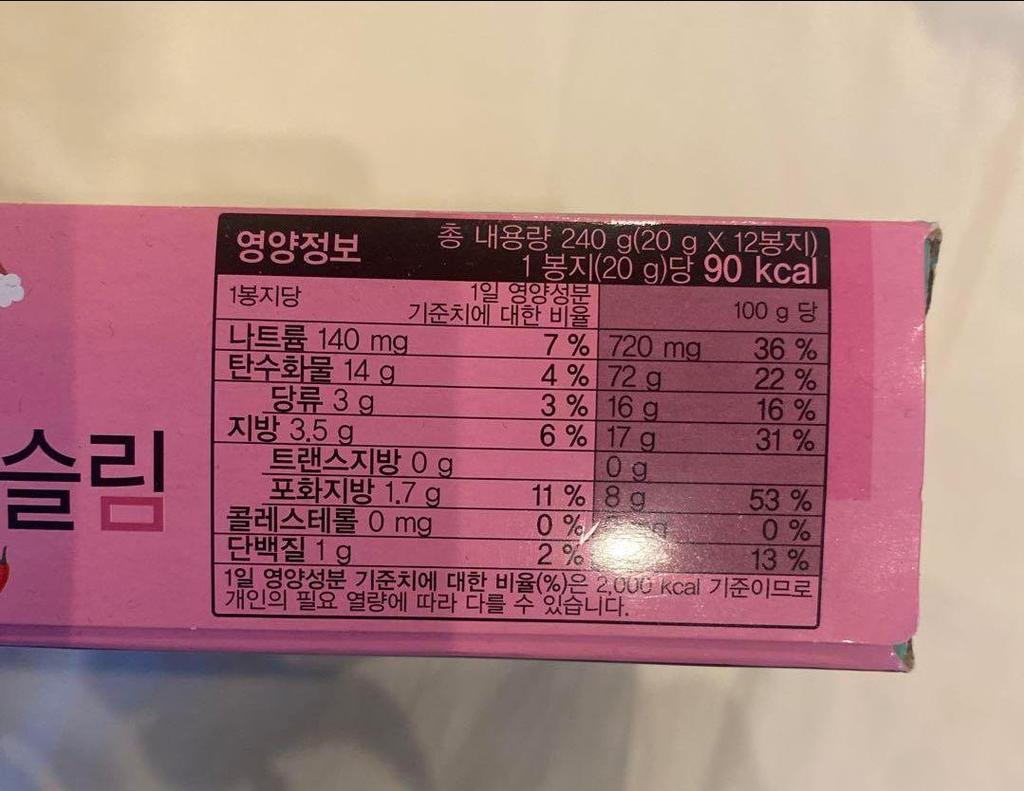 영양정보
총 내용량 240 g(20 g X 12봉지)
1 봉지(20 g)당 90 kcal
1봉지당 1일 영양성분 기준치에 대한 비율 100 g 당
나트륨 140 mg 7 % 720 mg 36 %
탄수화물 14 g 4 % 72 g 22 %
당류 3 g 3 % 16 g 16 %
지방 3.5 g 6 % 17 g 31 %
트랜스지방 0 g 0 g
포화지방 1.7 g 11 % 8 g 53 %
콜레스테롤 0 mg 0 % 0 %
단백질 1 g 2 % 13 %
1일 영양성분 기준치에 대한 비율(%)은 2,000 kcal 기준이므로
개인의 필요 열량에 따라 다를 수 있습니다.
슬림